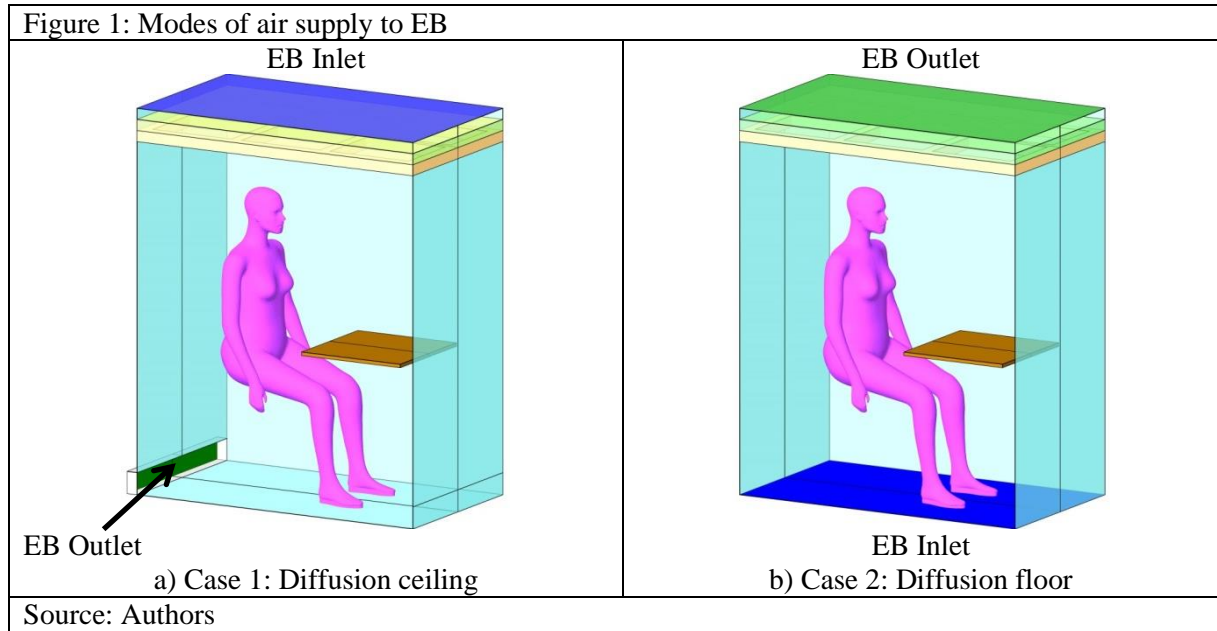 Figure 1: Modes of air supply to EB
EB Inlet
EB Outlet
a) Case 1: Diffusion ceiling
EB Outlet
EB Inlet
b) Case 2: Diffusion floor
Source: Authors